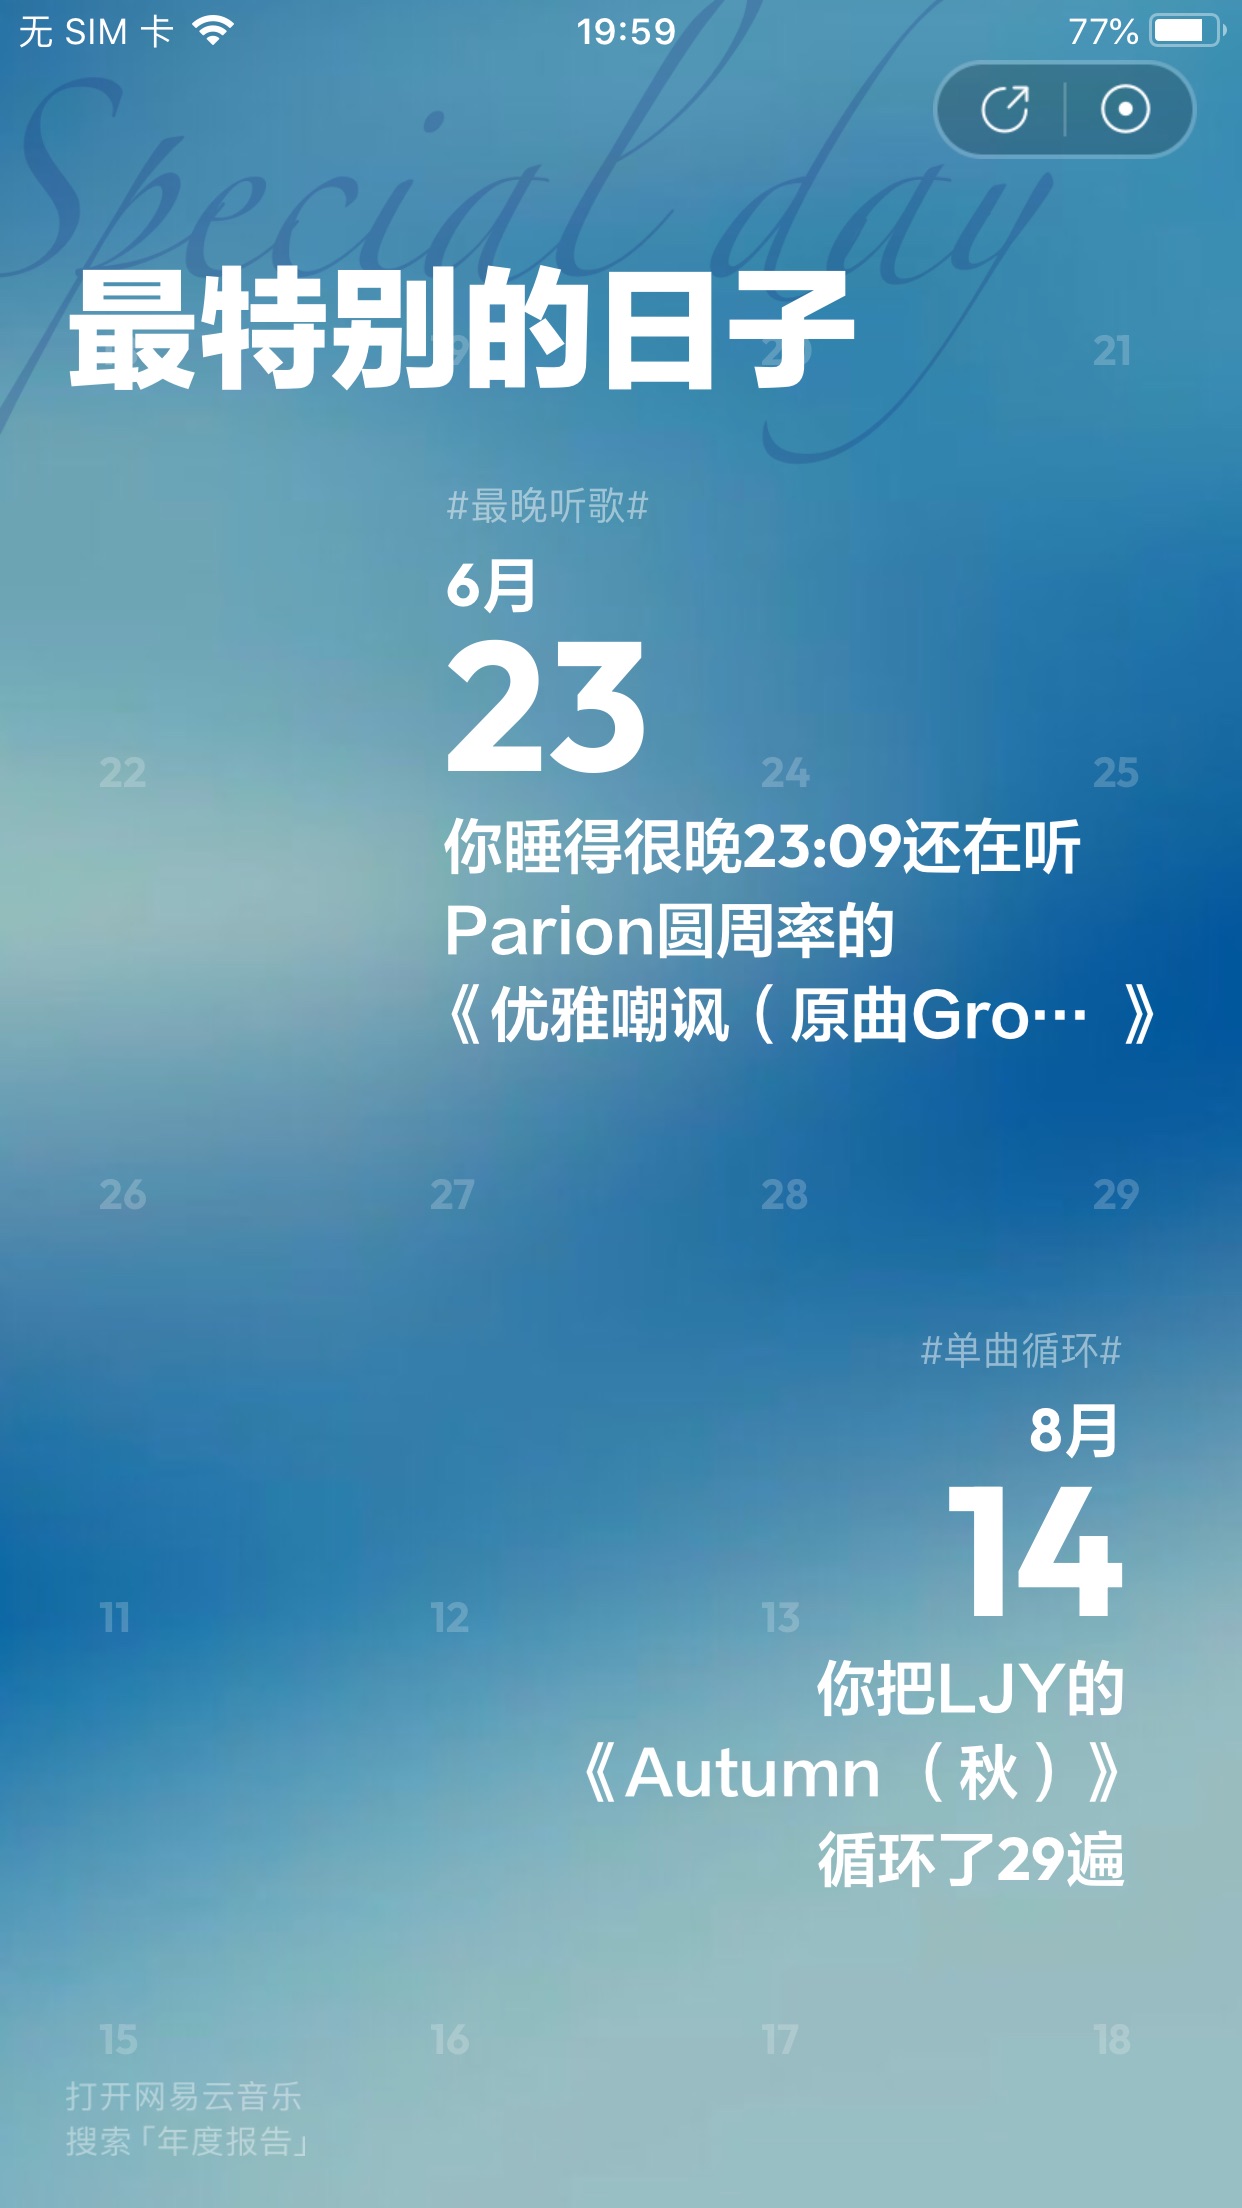 无 SIM 卡
19:59
77%
Special day
最特别的日子
19
20
21
#最晚听歌#
6月
23
22
24
25
你睡得很晚23:09还在听
Parion圆周率的
《优雅嘲讽（原曲Gro… 》
26
27
28
29
#单曲循环#
8月
14
11
12
13
你把LJY的
《Autumn （秋）》
循环了29遍
15
16
17
18
打开网易云音乐
搜索「年度报告」